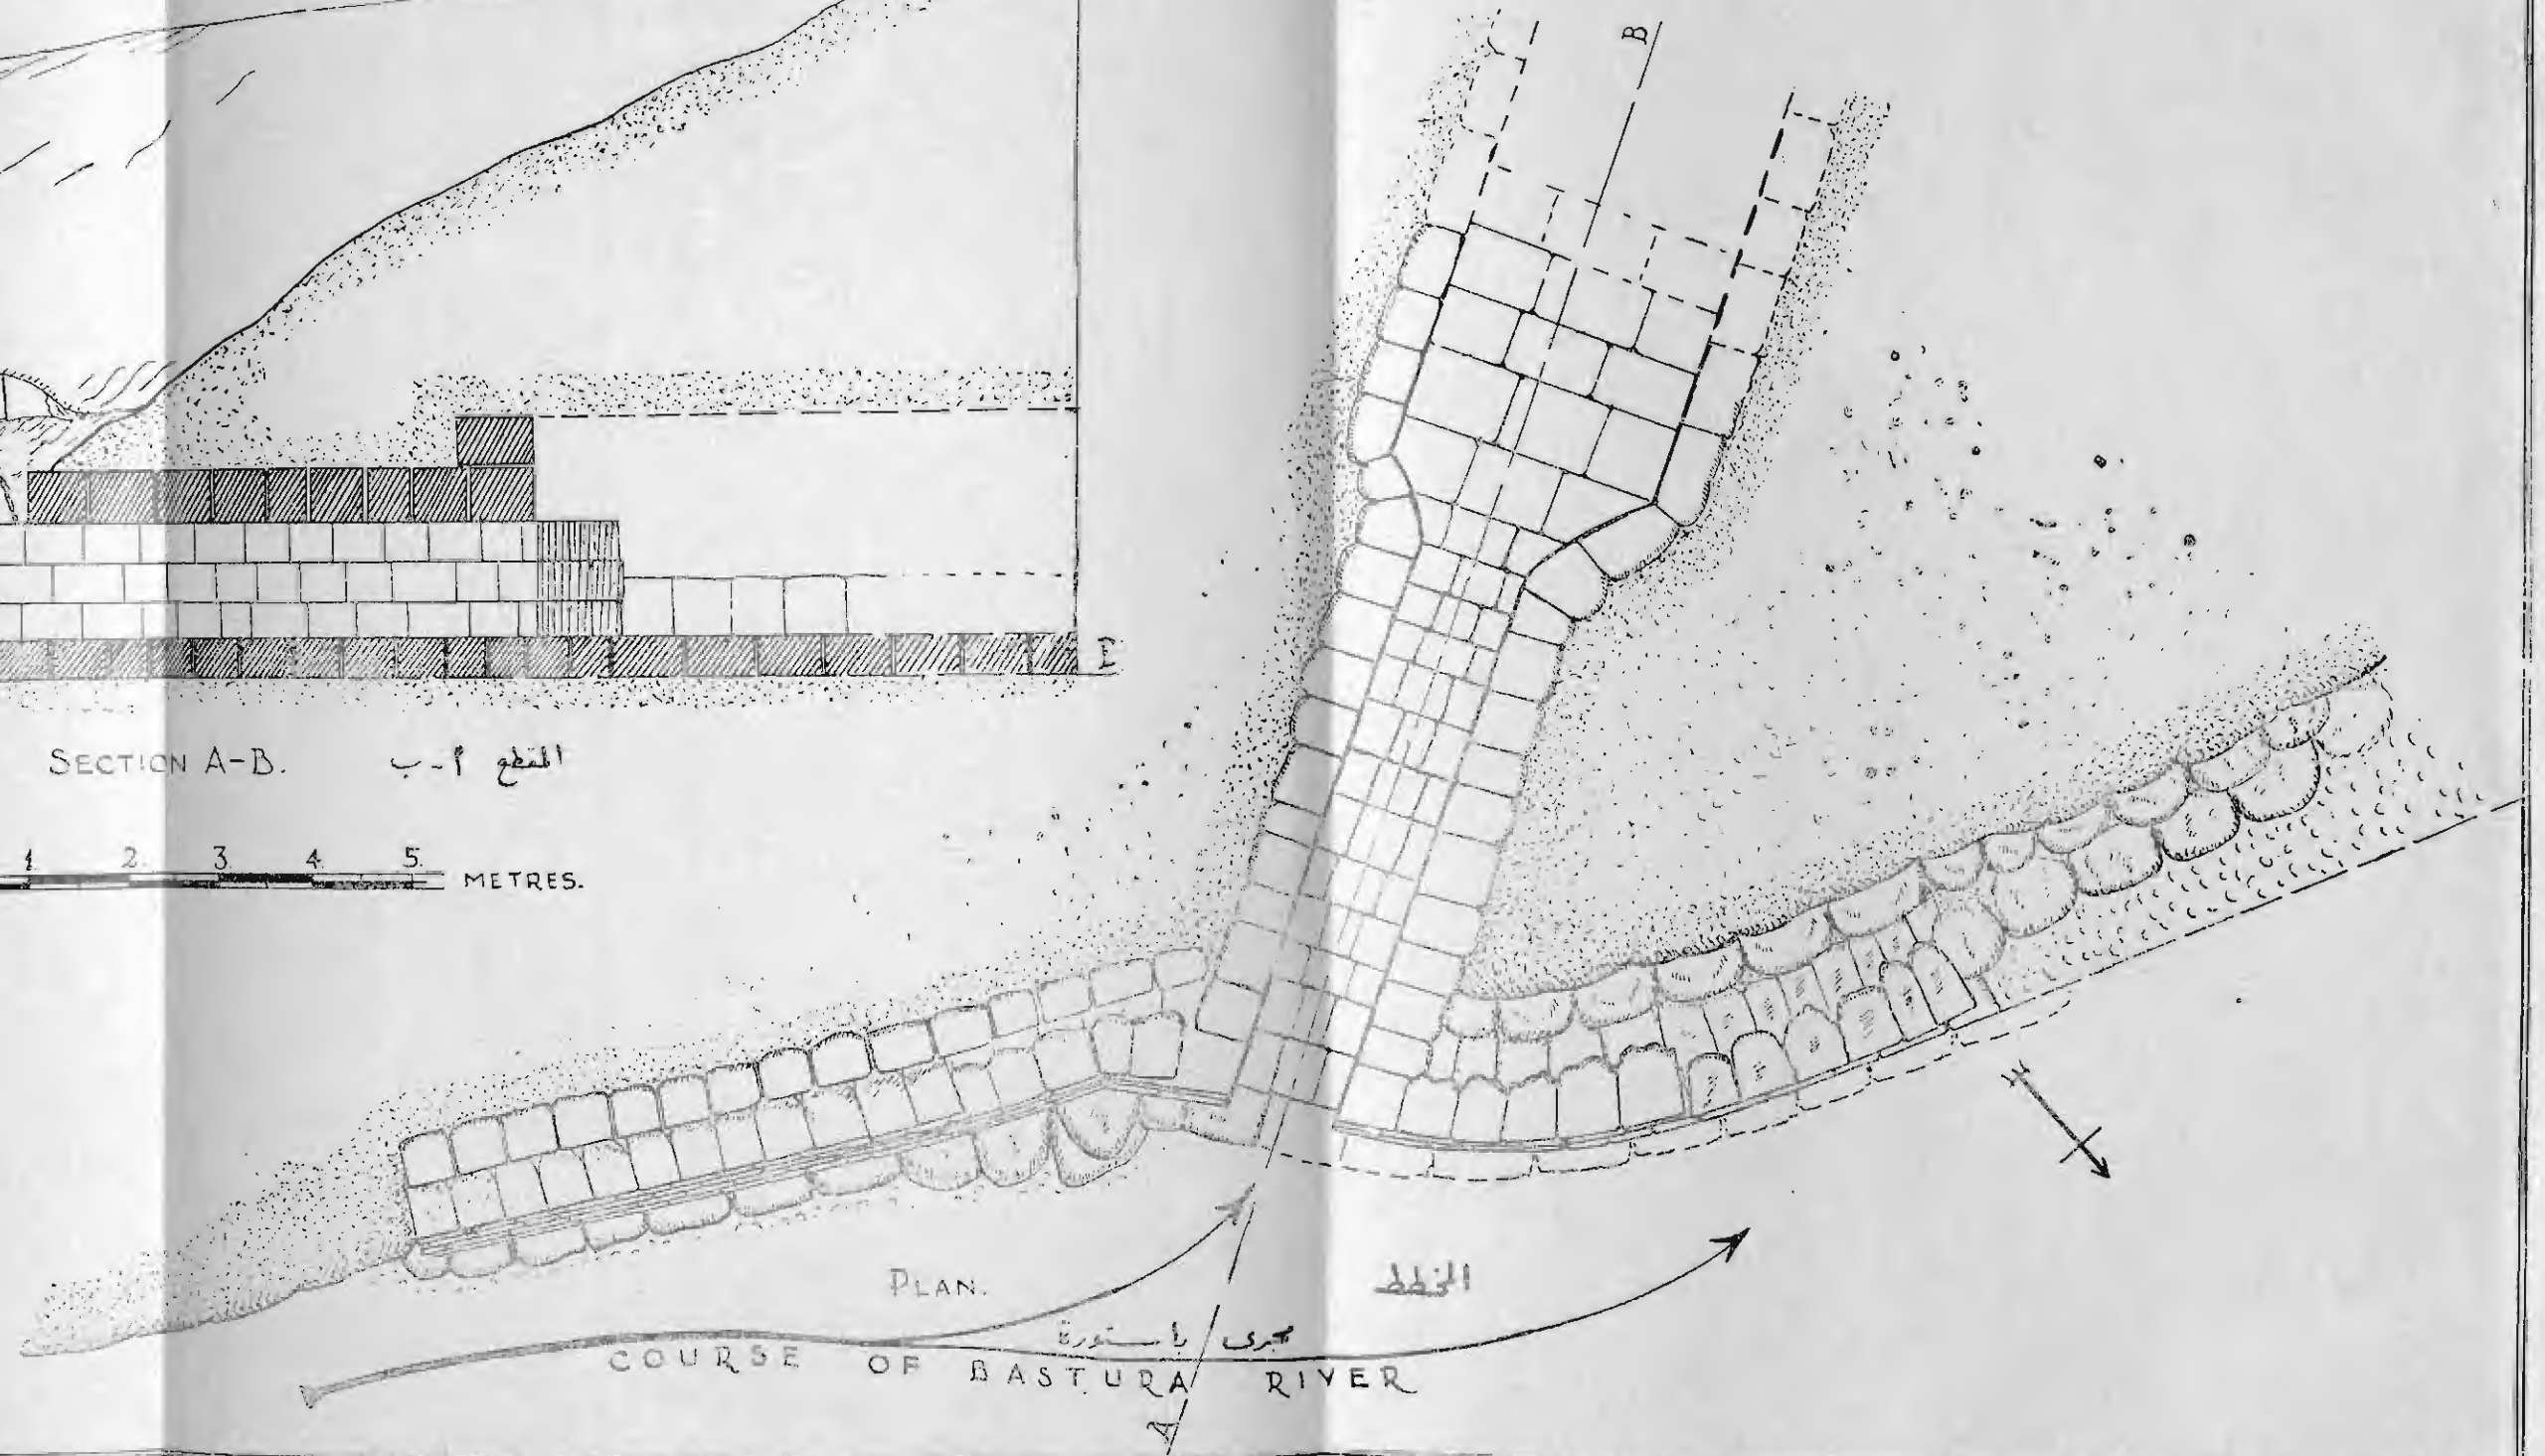 B
E
SECTION A-B.
المقطع أ-ب
1 2. 3. 4. 5. METRES.
PLAN.
المخطط
مجرى باستورة
COURSE OF BASTURA RIVER
A